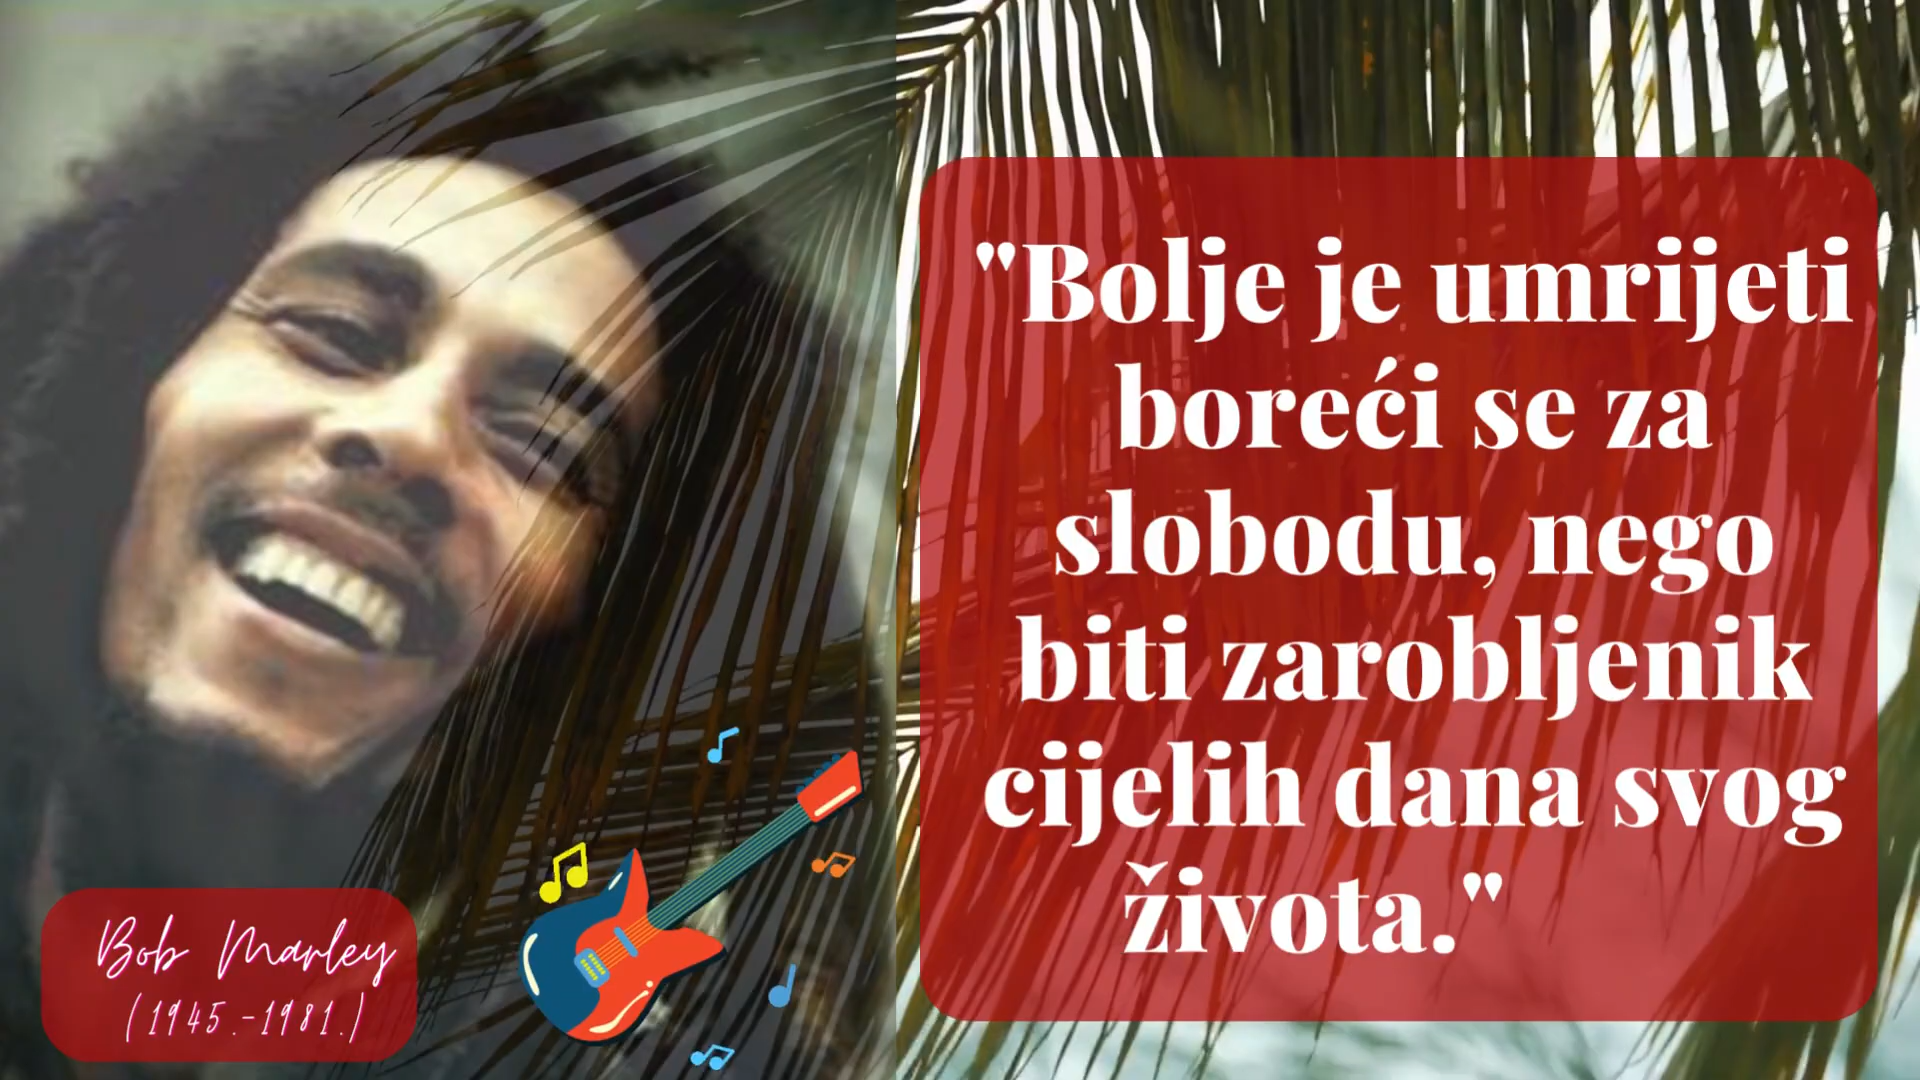 "Bolje je umrijeti
boreći se za
slobodu, nego
biti zarobljenik
cijelih dana svog
života."
Bob Marley
(1945.-1981.)